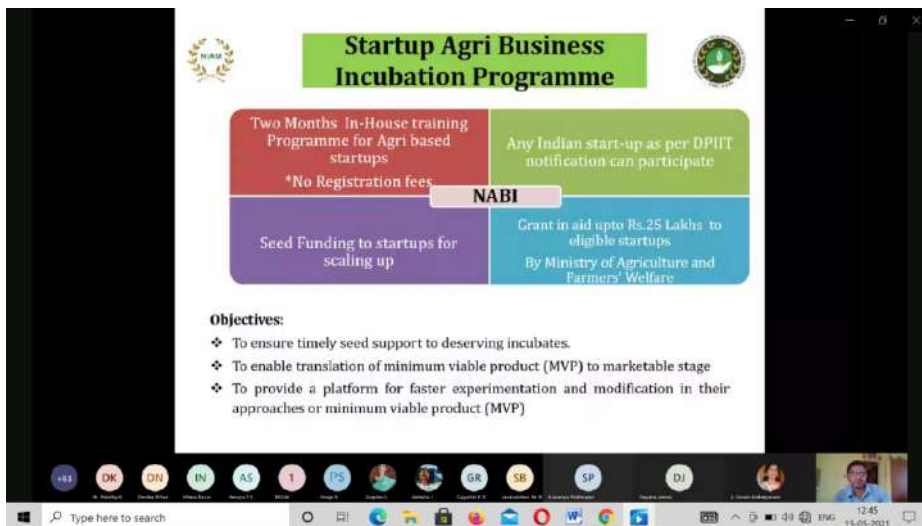 NIAM
Startup Agri Business
Incubation Programme
Two Months In-House training
Programme for Agri based
startups
*No Registration fees
Any Indian start-up as per DPIIT
notification can participate
NABI
Seed Funding to startups for
scaling up
Grant in aid upto Rs.25 Lakhs to
eligible startups
By Ministry of Agriculture and
Farmers' Welfare
Objectives:
❖ To ensure timely seed support to deserving incubates.
❖ To enable translation of minimum viable product (MVP) to marketable stage
❖ To provide a platform for faster experimentation and modification in their
approaches or minimum viable product (MVP)
+63 DK DN IN AS 1 PS GR SB SP DJ
Type here to search
ENG
12:45
15-05-2021